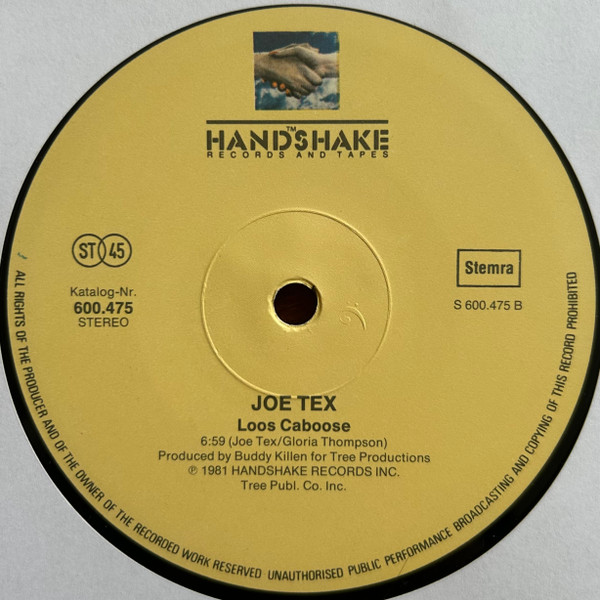 HANDSHAKE™
RECORDS AND TAPES
ST 45
Stemra
Katalog-Nr.
600.475
STEREO
S 600.475 B
JOE TEX
Loos Caboose
6:59 (Joe Tex/Gloria Thompson)
Produced by Buddy Killen for Tree Productions
℗ 1981 HANDSHAKE RECORDS INC.
Tree Publ. Co. Inc.
ALL RIGHTS OF THE PRODUCER AND OF THE OWNER OF THE RECORDED WORK RESERVED UNAUTHORISED PUBLIC PERFORMANCE BROADCASTING AND COPYING OF THIS RECORD PROHIBITED